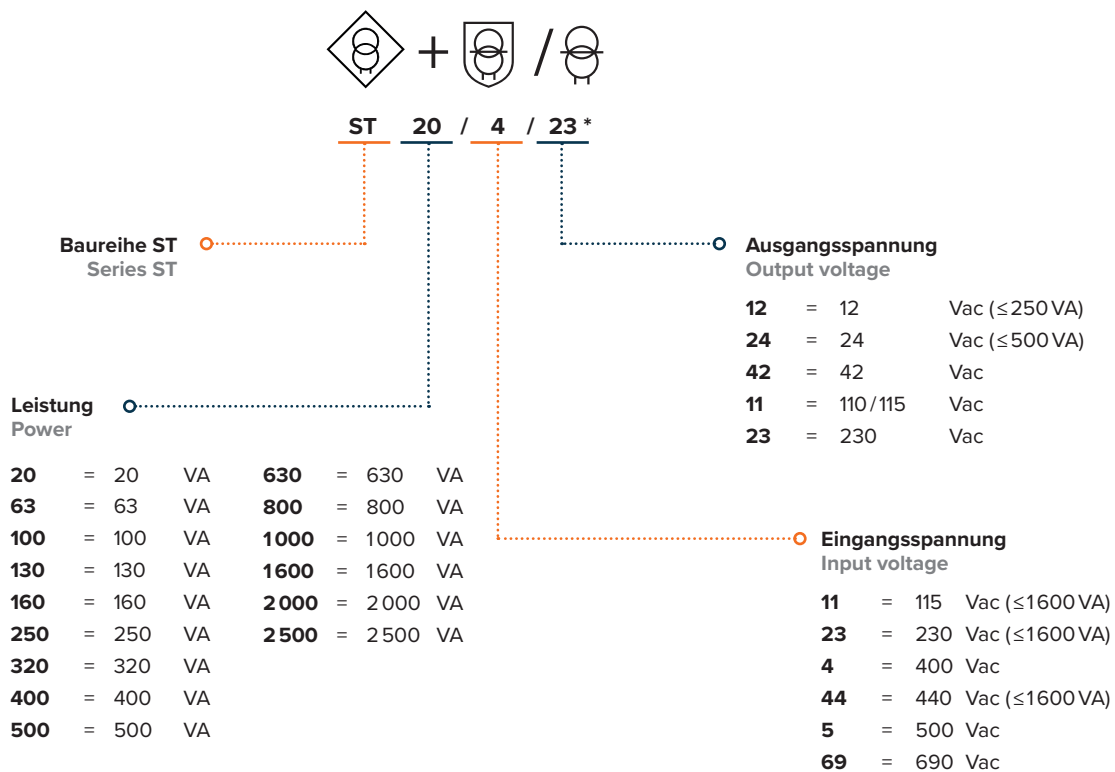 + /
ST 20 / 4 / 23 *
Baureihe ST
Series ST
Ausgangsspannung
Output voltage
12 = 12 Vac (≤250 VA)
24 = 24 Vac (≤500 VA)
42 = 42 Vac
11 = 110/115 Vac
23 = 230 Vac
Leistung
Power
20 = 20 VA
63 = 63 VA
100 = 100 VA
130 = 130 VA
160 = 160 VA
250 = 250 VA
320 = 320 VA
400 = 400 VA
500 = 500 VA
630 = 630 VA
800 = 800 VA
1000 = 1000 VA
1600 = 1600 VA
2000 = 2000 VA
2500 = 2500 VA
Eingangsspannung
Input voltage
11 = 115 Vac (≤1600 VA)
23 = 230 Vac (≤1600 VA)
4 = 400 Vac
44 = 440 Vac (≤1600 VA)
5 = 500 Vac
69 = 690 Vac